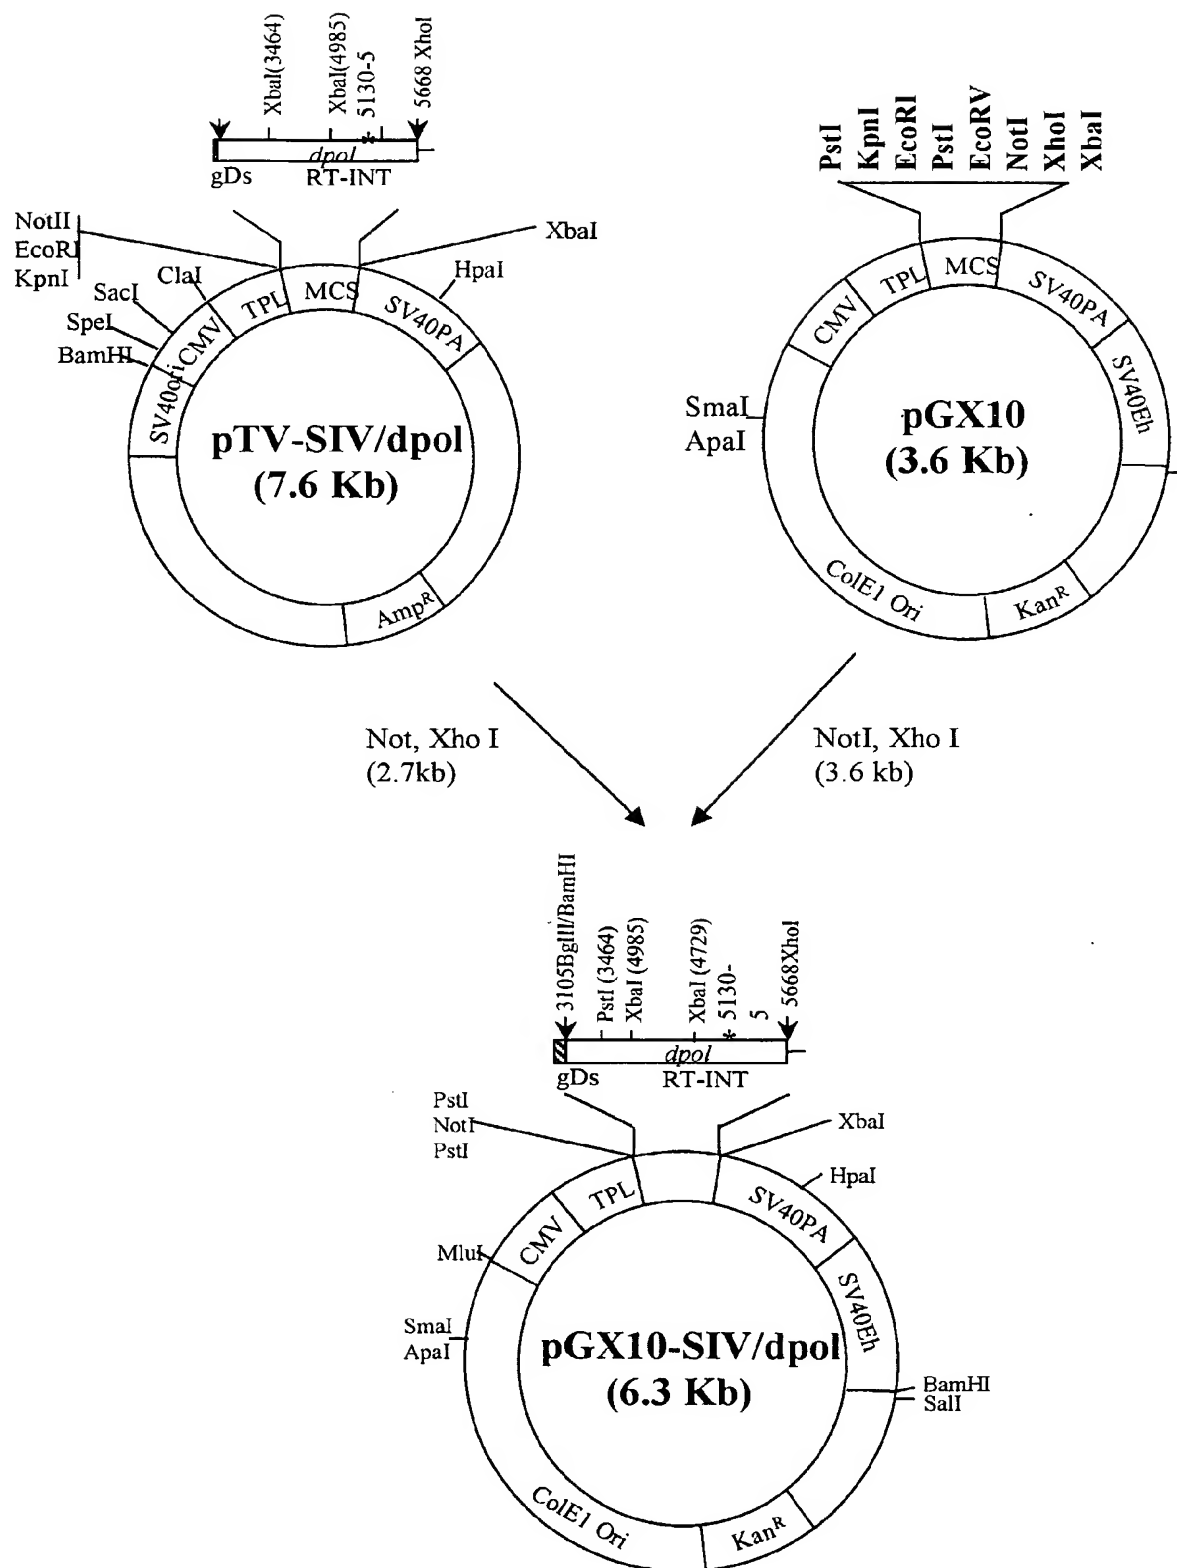 XbaI(3464)
XbaI(4985)
5130-5
5668 XhoI
dpol
gDs
RT-INT
NotII
EcoRI
KpnI
XbaI
HpaI
ClaI
SacI
SpeI
BamHI
SV40ori
CMV
TPL
MCS
SV40PA
pTV-SIV/dpol
(7.6 Kb)
AmpR
PstI
KpnI
EcoRI
PstI
EcoRV
NotI
XhoI
XbaI
CMV
TPL
MCS
SV40PA
SV40Eh
SmaI
ApaI
pGX10
(3.6 Kb)
ColE1 Ori
KanR
Not, Xho I
(2.7kb)
NotI, Xho I
(3.6 kb)
3105BglII/BamHI
PstI (3464)
XbaI (4985)
XbaI (4729)
5130-
5
5668XhoI
*
dpol
gDs
RT-INT
PstI
NotI
PstI
XbaI
HpaI
MluI
CMV
TPL
SV40PA
SV40Eh
SmaI
ApaI
pGX10-SIV/dpol
(6.3 Kb)
BamHI
SalI
ColE1 Ori
KanR